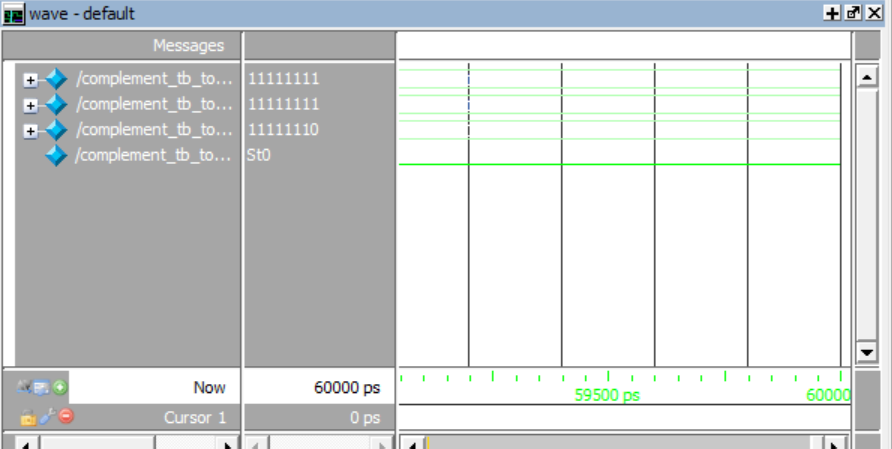 wave - default
Messages
/complement_tb_to... 11111111
/complement_tb_to... 11111111
/complement_tb_to... 11111110
/complement_tb_to... St0
Now 60000 ps 59500 ps 60000
Cursor 1 0 ps